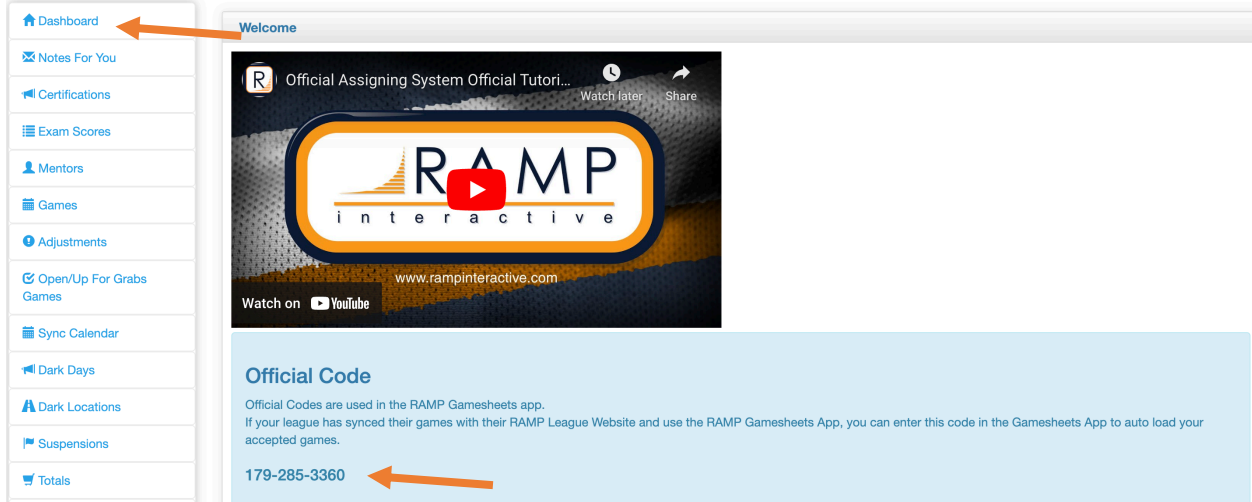 Dashboard
Notes For You
Certifications
Exam Scores
Mentors
Games
Adjustments
Open/Up For Grabs
Games
Sync Calendar
Dark Days
Dark Locations
Suspensions
Totals
Welcome
R
Official Assigning System Official Tutori...
Watch later
Share
RAMP
interactive
www.rampinteractive.com
Watch on YouTube
Official Code
Official Codes are used in the RAMP Gamesheets app.
If your league has synced their games with their RAMP League Website and use the RAMP Gamesheets App, you can enter this code in the Gamesheets App to auto load your
accepted games.
179-285-3360